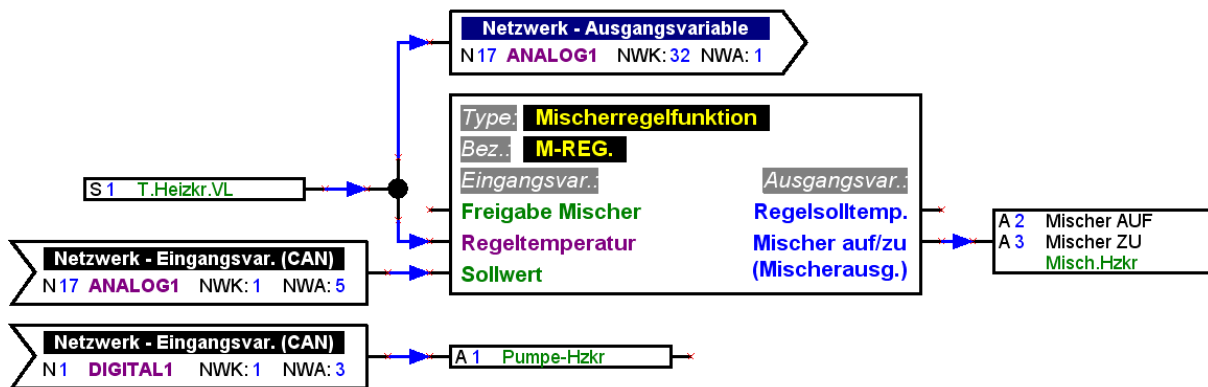 Netzwerk - Ausgangsvariable
N 17 ANALOG1 NWK: 32 NWA: 1
Type: Mischerregelfunktion
Bez.: M-REG.
Eingangsvar.: Ausgangsvar.:
S 1 T.Heizkr.VL
Freigabe Mischer Regelsolltemp.
Regeltemperatur Mischer auf/zu
Sollwert (Mischerausg.)
A 2 Mischer AUF
A 3 Mischer ZU
Misch.Hzkr
Netzwerk - Eingangsvar. (CAN)
N 17 ANALOG1 NWK: 1 NWA: 5
Netzwerk - Eingangsvar. (CAN)
N 1 DIGITAL1 NWK: 1 NWA: 3
A 1 Pumpe-Hzkr